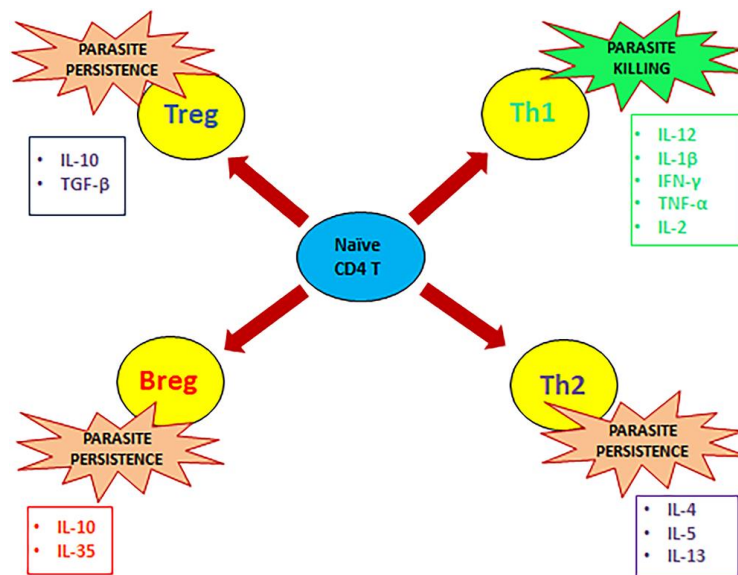 PARASITE
PERSISTENCE
Treg
• IL-10
• TGF-β
PARASITE
KILLING
Th1
• IL-12
• IL-1β
• IFN-γ
• TNF-α
• IL-2
Naïve
CD4 T
Breg
PARASITE
PERSISTENCE
• IL-10
• IL-35
Th2
PARASITE
PERSISTENCE
• IL-4
• IL-5
• IL-13